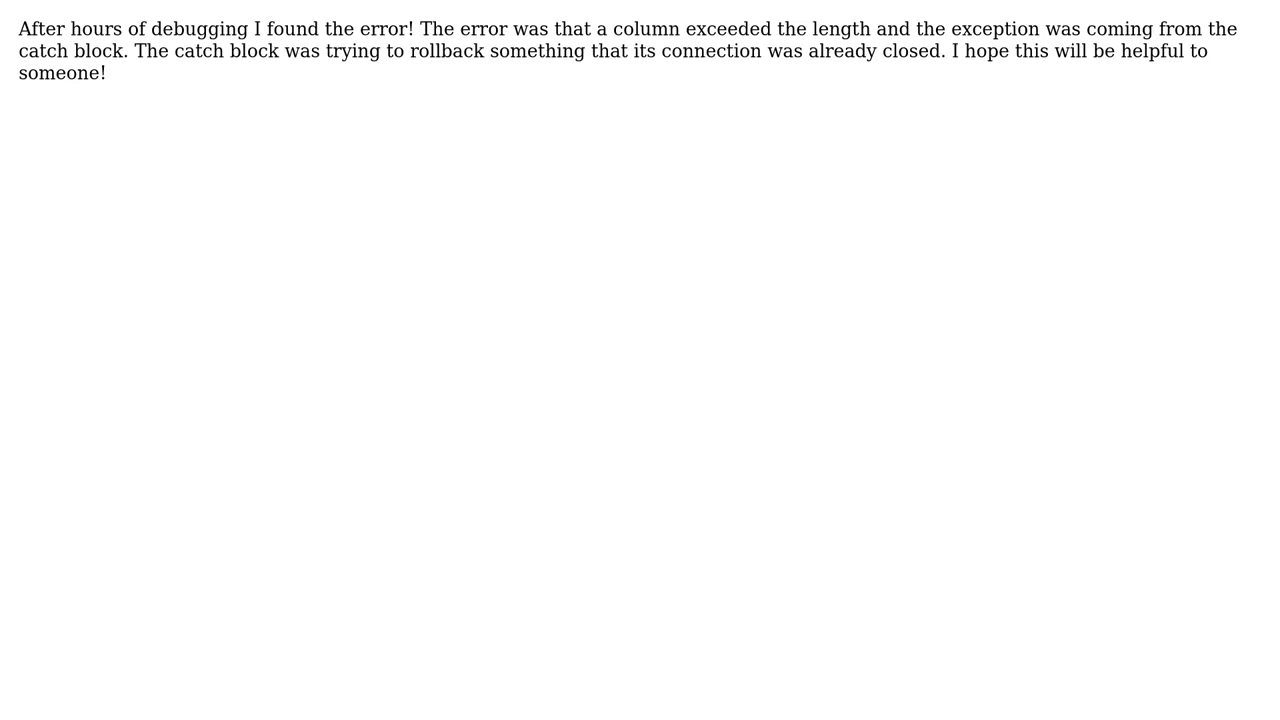 After hours of debugging I found the error! The error was that a column exceeded the length and the exception was coming from the
catch block. The catch block was trying to rollback something that its connection was already closed. I hope this will be helpful to
someone!